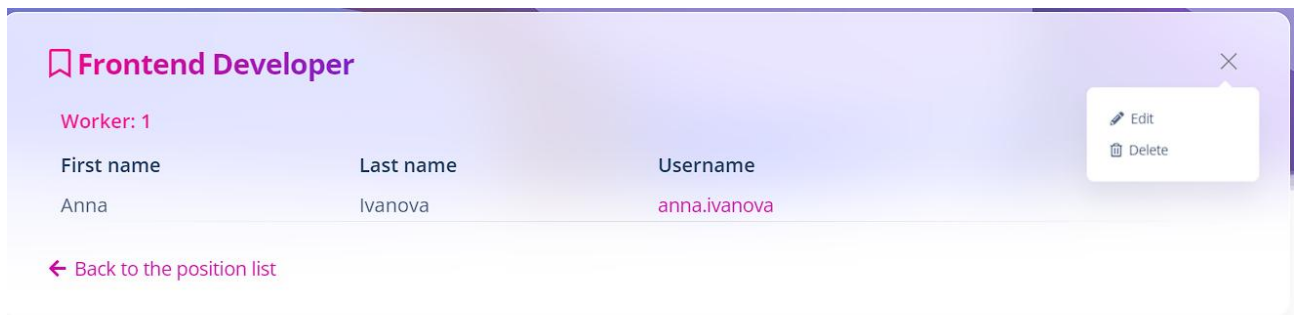 Frontend Developer
Edit
Delete
Worker: 1
First name Last name Username
Anna Ivanova anna.ivanova
Back to the position list